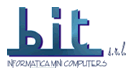 bit s.r.l.
INFORMATICA MINI COMPUTERS